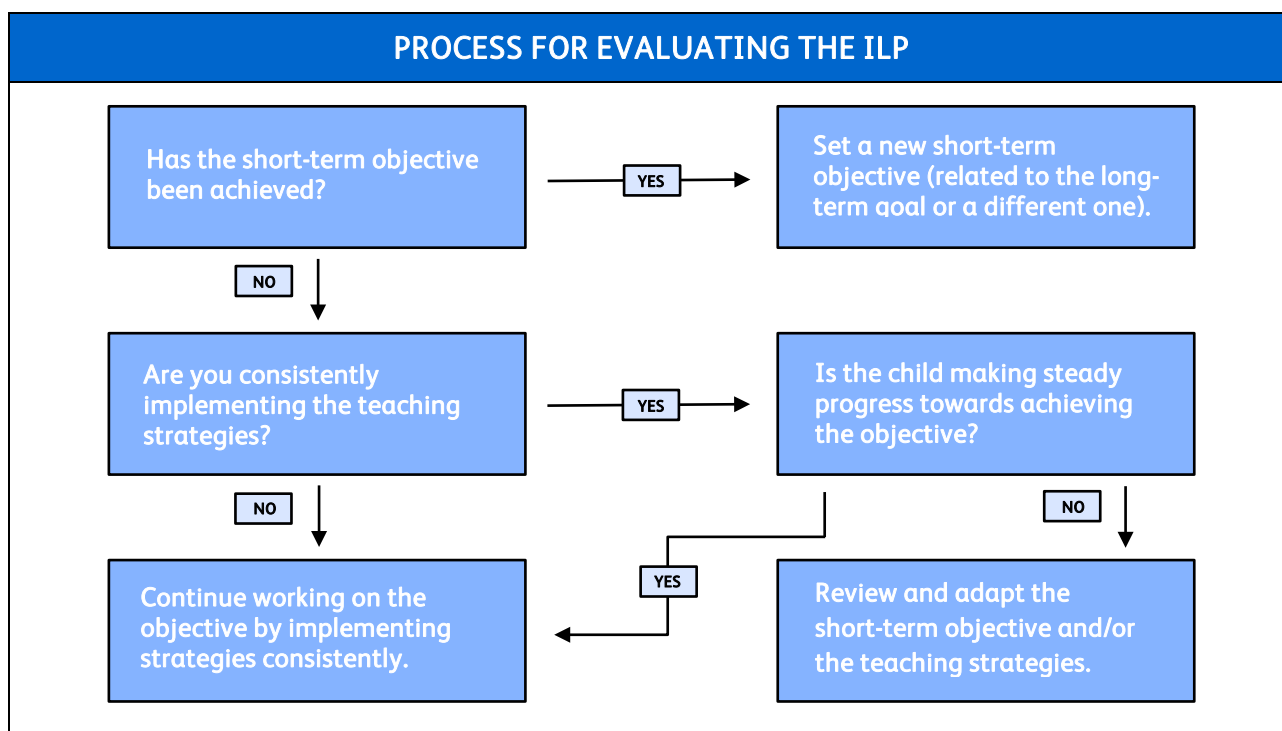 PROCESS FOR EVALUATING THE ILP
Has the short-term objective
been achieved?
YES
Set a new short-term
objective (related to the long-
term goal or a different one).
NO
Are you consistently
implementing the teaching
strategies?
YES
Is the child making steady
progress towards achieving
the objective?
NO
NO
YES
Continue working on the
objective by implementing
strategies consistently.
Review and adapt the
short-term objective and/or
the teaching strategies.